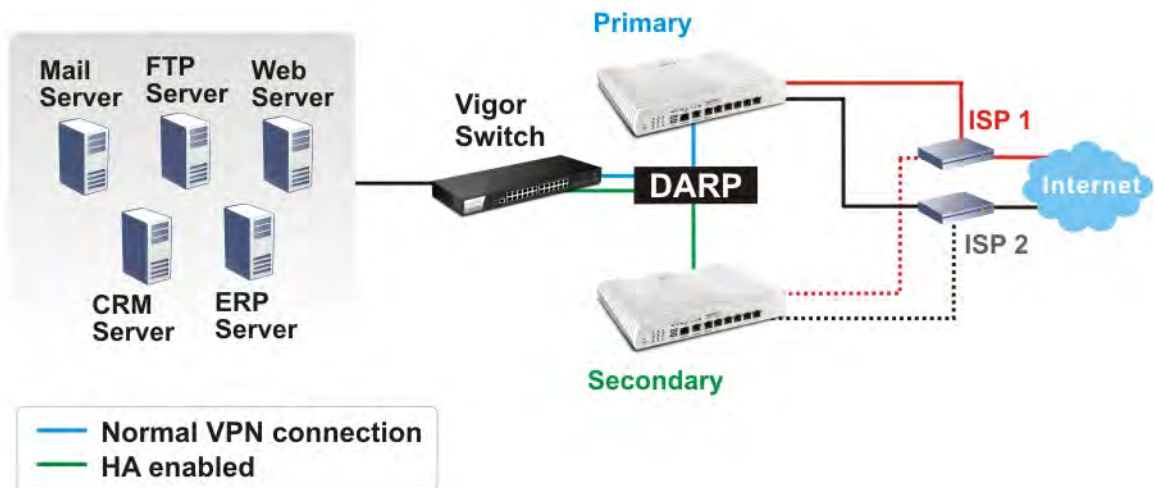 Primary
Mail
Server
FTP
Server
Web
Server
Vigor
Switch
ISP 1
DARP
Internet
ISP 2
CRM
Server
ERP
Server
Secondary
Normal VPN connection
HA enabled